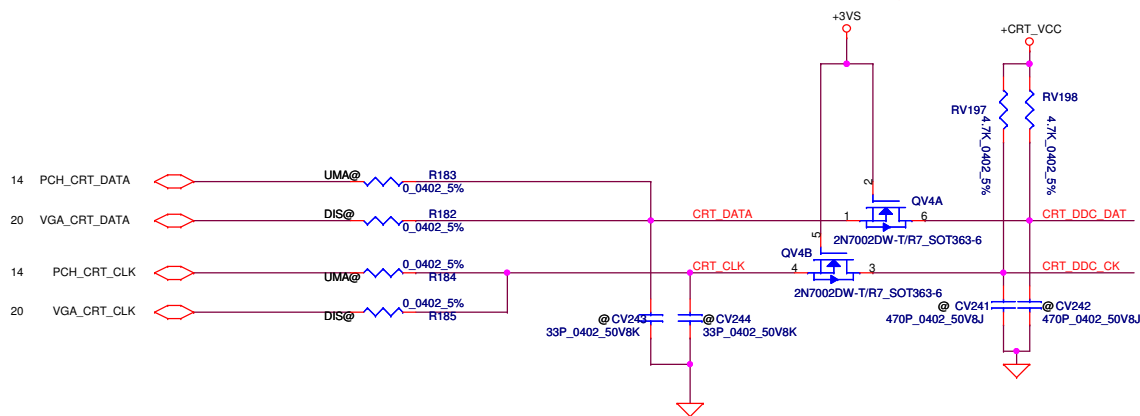 +3VS
+CRT_VCC
RV197
4.7K_0402_5%
RV198
4.7K_0402_5%
14 PCH_CRT_DATA
UMA@
R183
0_0402_5%
2
QV4A
20 VGA_CRT_DATA
DIS@
R182
0_0402_5%
CRT_DATA
1
6
CRT_DDC_DAT
2N7002DW-T/R7_SOT363-6
5
QV4B
14 PCH_CRT_CLK
UMA@
0_0402_5%
R184
CRT_CLK
4
3
CRT_DDC_CK
2N7002DW-T/R7_SOT363-6
20 VGA_CRT_CLK
DIS@
0_0402_5%
R185
@ CV243
33P_0402_50V8K
@ CV244
33P_0402_50V8K
@ CV241
470P_0402_50V8J
@ CV242
470P_0402_50V8J